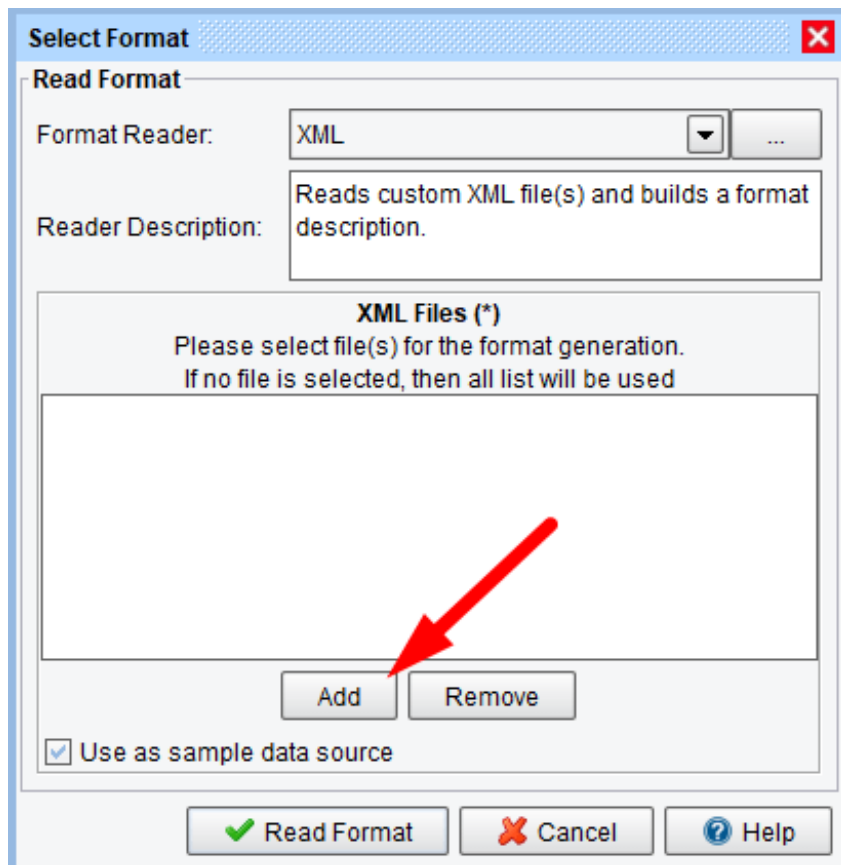 Select Format
Read Format
Format Reader:
XML
...
Reader Description:
Reads custom XML file(s) and builds a format
description.
XML Files (*)
Please select file(s) for the format generation.
If no file is selected, then all list will be used
Add
Remove
Use as sample data source
Read Format
Cancel
Help